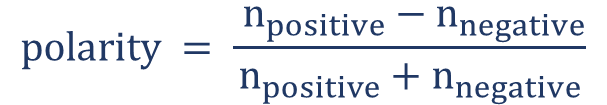 polarity = (n_positive − n_negative) / (n_positive + n_negative)